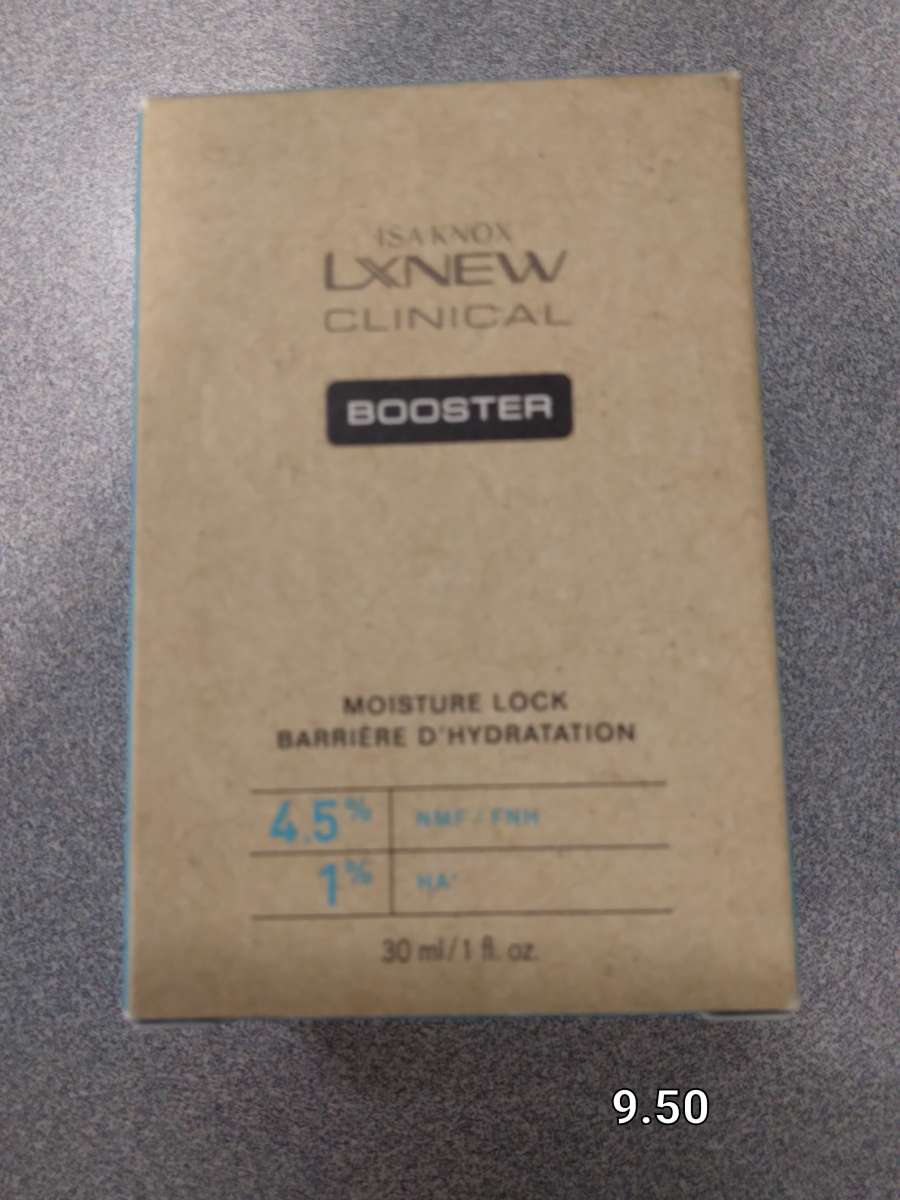 ISA KNOX
LXNEW
CLINICAL
BOOSTER
MOISTURE LOCK
BARRIÈRE D'HYDRATATION
4.5% NMF / FNH
1% HA*
30 ml/1 fl. oz.
9.50